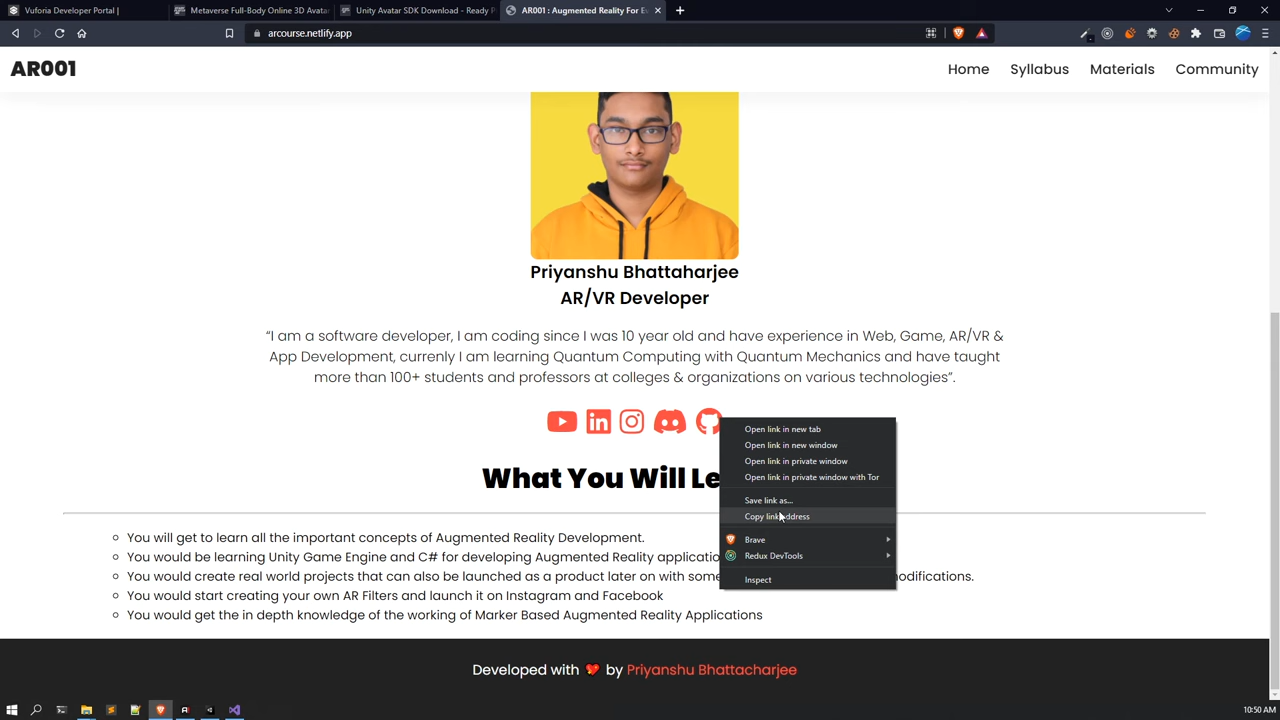 Vuforia Developer Portal |
Metaverse Full-Body Online 3D Avata
Unity Avatar SDK Download - Ready P
AR001 : Augmented Reality For Ev
arcourse.netlify.app
AR001
Home
Syllabus
Materials
Community
Priyanshu Bhattaharjee
AR/VR Developer
“I am a software developer, I am coding since I was 10 year old and have experience in Web, Game, AR/VR &
App Development, currenly I am learning Quantum Computing with Quantum Mechanics and have taught
more than 100+ students and professors at colleges & organizations on various technologies”.
Open link in new tab
Open link in new window
Open link in private window
Open link in private window with Tor
Save link as...
Copy link address
Brave
Redux DevTools
Inspect
What You Will Le
You will get to learn all the important concepts of Augmented Reality Development.
You would be learning Unity Game Engine and C# for developing Augmented Reality applicatio
You would create real world projects that can also be launched as a product later on with some odifications.
You would start creating your own AR Filters and launch it on Instagram and Facebook
You would get the in depth knowledge of the working of Marker Based Augmented Reality Applications
Developed with by Priyanshu Bhattacharjee
10:50 AM